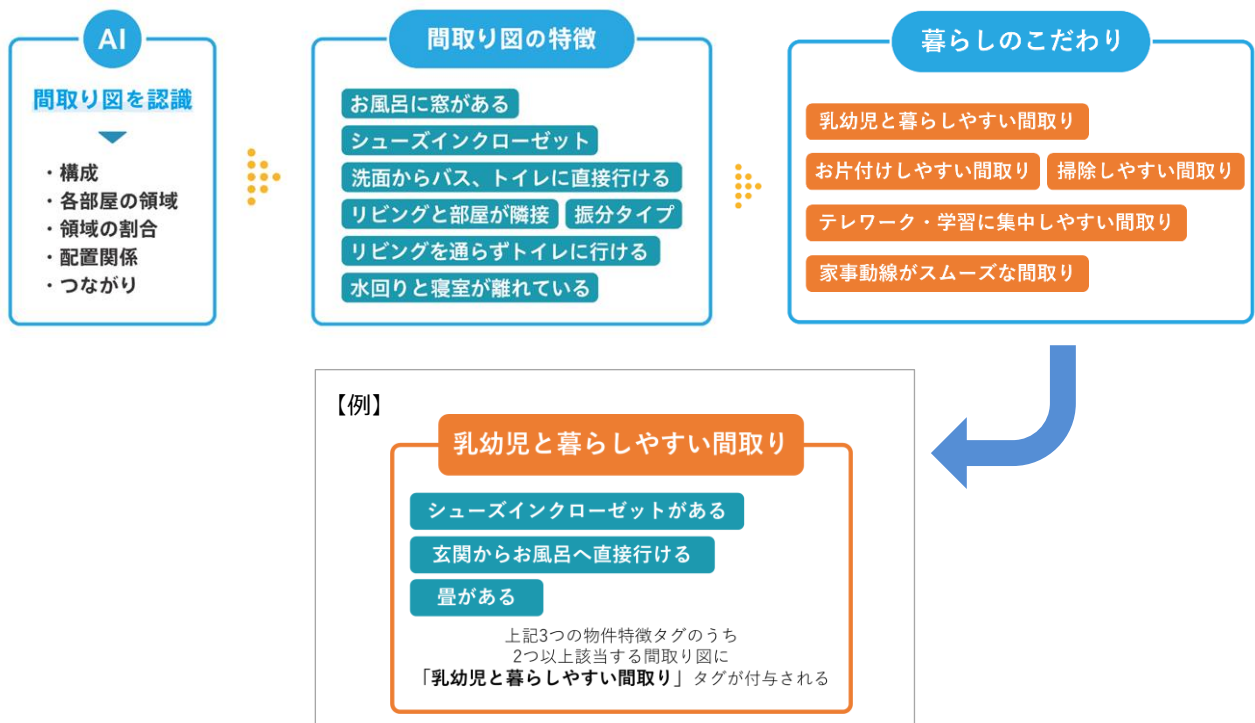 AI
間取り図を認識
・構成
・各部屋の領域
・領域の割合
・配置関係
・つながり
間取り図の特徴
お風呂に窓がある
シューズインクローゼット
洗面からバス、トイレに直接行ける
リビングと部屋が隣接
振分タイプ
リビングを通らずトイレに行ける
水回りと寝室が離れている
暮らしのこだわり
乳幼児と暮らしやすい間取り
お片付けしやすい間取り
掃除しやすい間取り
テレワーク・学習に集中しやすい間取り
家事動線がスムーズな間取り
【例】
乳幼児と暮らしやすい間取り
シューズインクローゼットがある
玄関からお風呂へ直接行ける
畳がある
上記3つの物件特徴タグのうち
2つ以上該当する間取り図に
「乳幼児と暮らしやすい間取り」タグが付与される